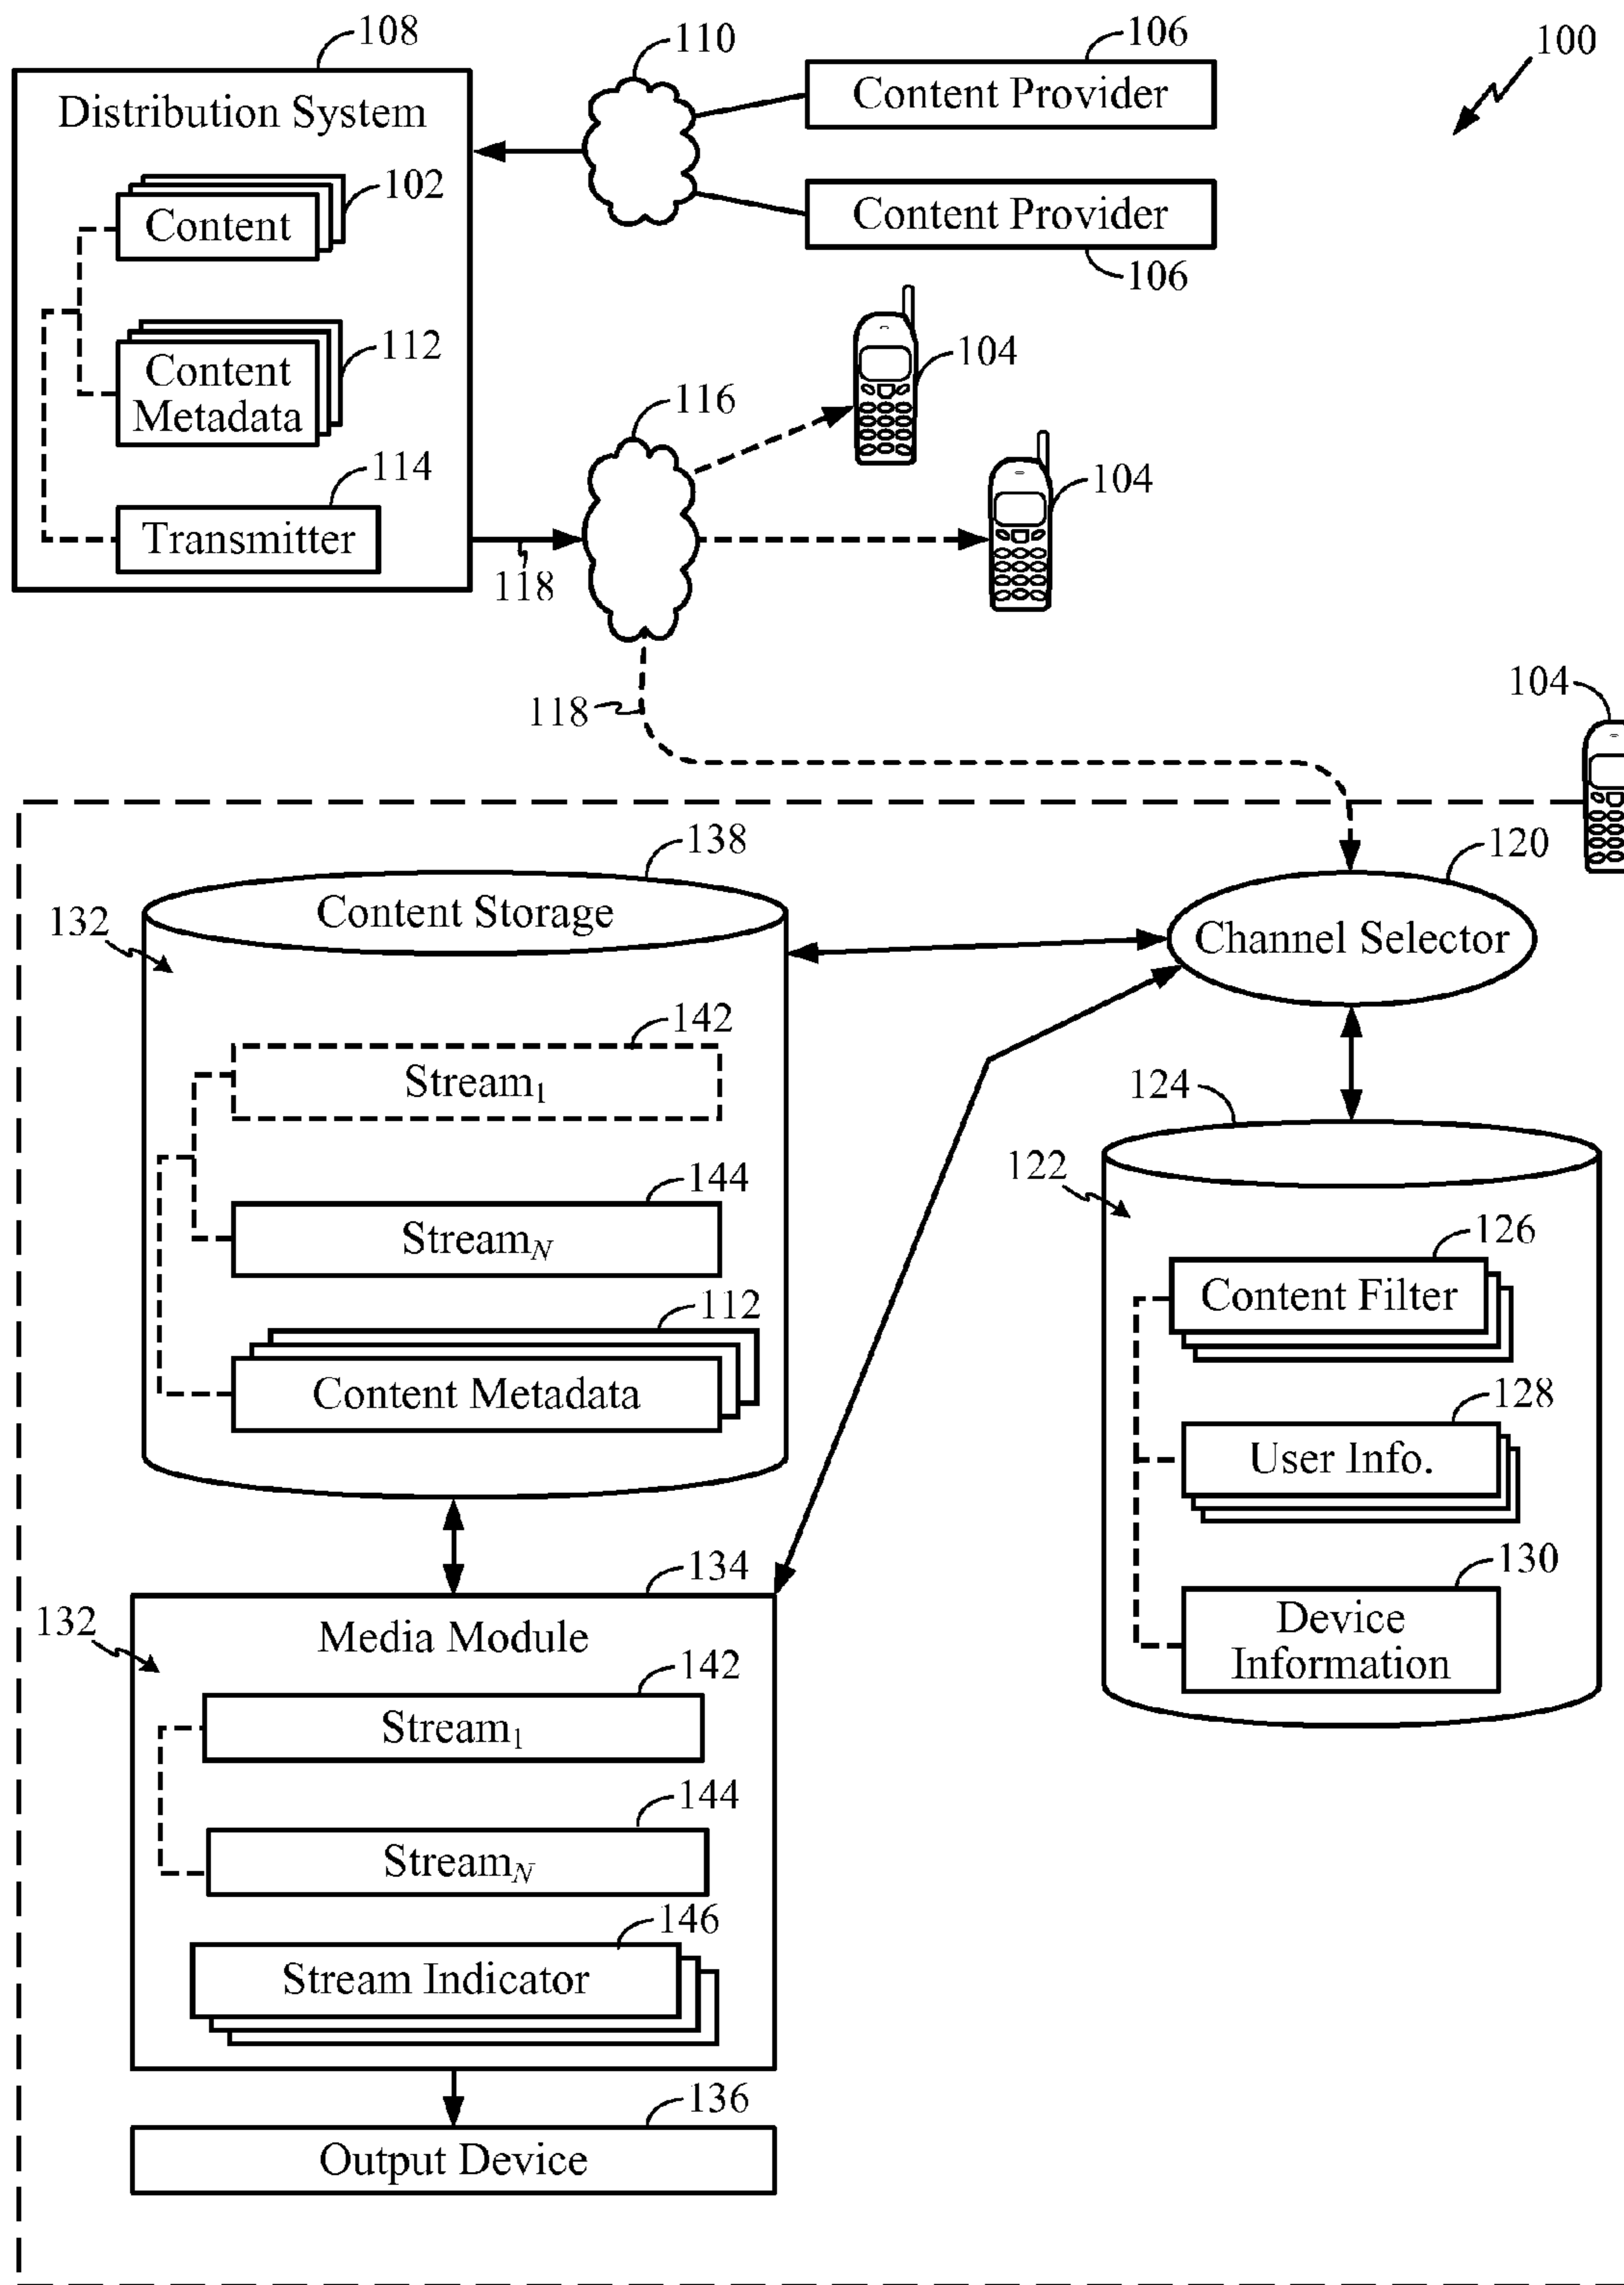 108
110
106
100
Distribution System
Content Provider
102
Content
Content Provider
106
112
Content
Metadata
104
116
104
114
Transmitter
118
118
104
138
120
132
Content Storage
Channel Selector
142
Stream1
124
122
144
StreamN
126
Content Filter
112
Content Metadata
128
User Info.
134
130
132
Media Module
Device
Information
142
Stream1
144
StreamN
146
Stream Indicator
136
Output Device